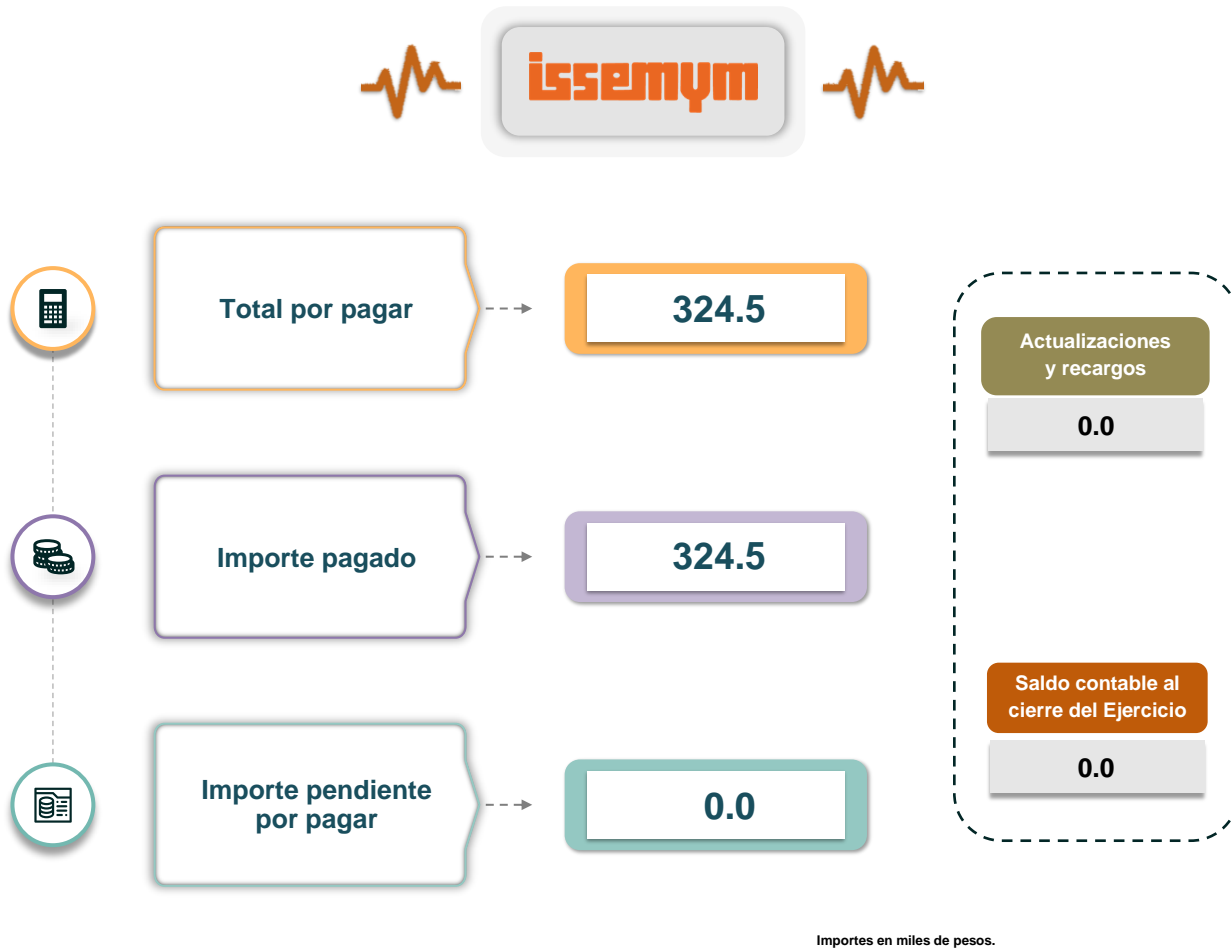 issemym
Total por pagar
324.5
Actualizaciones
y recargos
0.0
Importe pagado
324.5
Saldo contable al
cierre del Ejercicio
0.0
Importe pendiente
por pagar
0.0
Importes en miles de pesos.